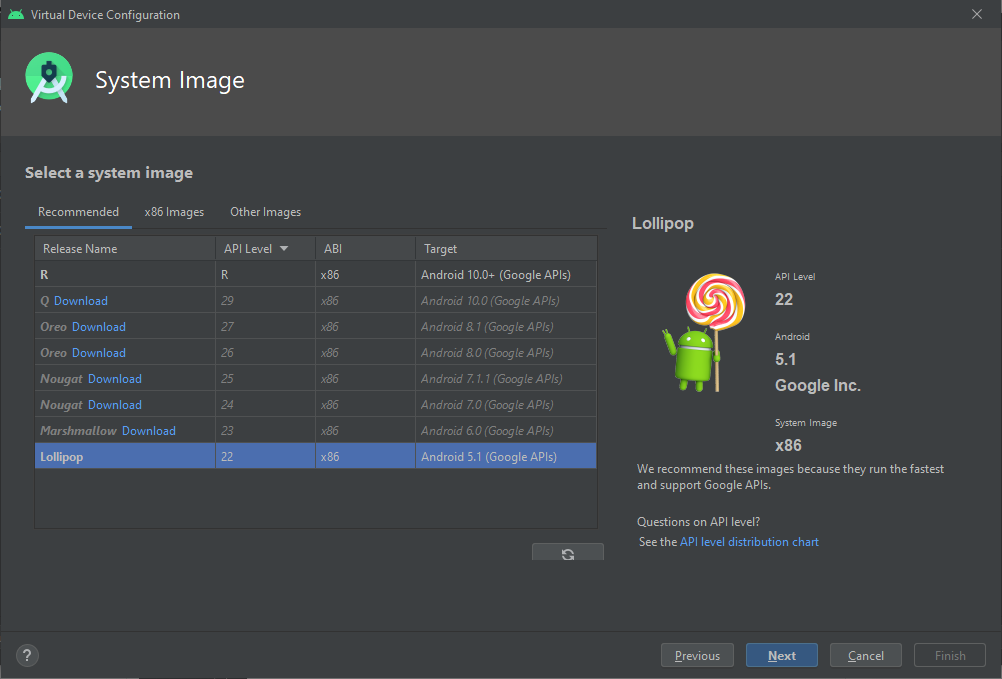 Virtual Device Configuration
System Image
Select a system image
Recommended x86 Images Other Images
Release Name API Level ABI Target
R R x86 Android 10.0+ (Google APIs)
Q Download 29 x86 Android 10.0 (Google APIs)
Oreo Download 27 x86 Android 8.1 (Google APIs)
Oreo Download 26 x86 Android 8.0 (Google APIs)
Nougat Download 25 x86 Android 7.1.1 (Google APIs)
Nougat Download 24 x86 Android 7.0 (Google APIs)
Marshmallow Download 23 x86 Android 6.0 (Google APIs)
Lollipop 22 x86 Android 5.1 (Google APIs)
Lollipop
API Level
22
Android
5.1
Google Inc.
System Image
x86
We recommend these images because they run the fastest
and support Google APIs.
Questions on API level?
See the API level distribution chart
? Previous Next Cancel Finish